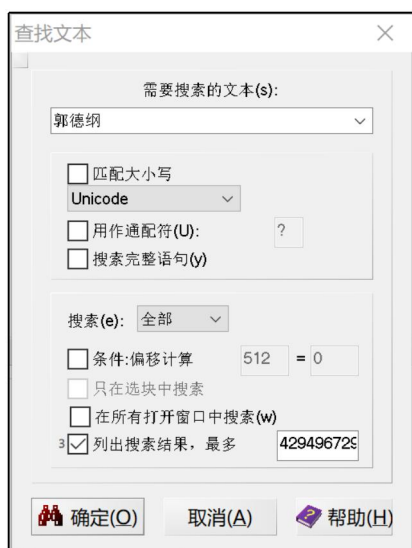 查找文本
需要搜索的文本(s):
郭德纲
匹配大小写
Unicode
用作通配符(U): ?
搜索完整语句(y)
搜索(e): 全部
条件:偏移计算 512 = 0
只在选块中搜索
在所有打开窗口中搜索(w)
3 列出搜索结果，最多 429496729
确定(O) 取消(A) 帮助(H)